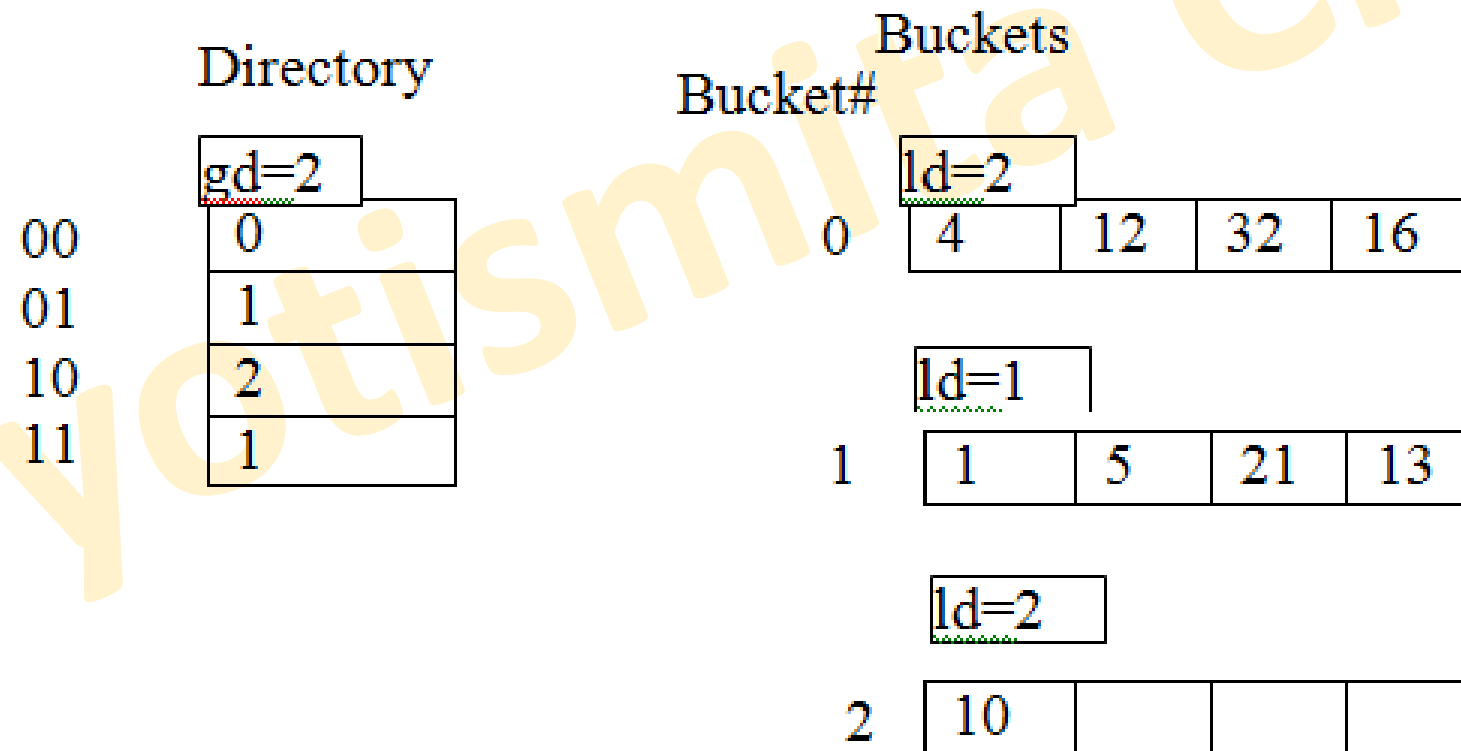 Buckets
Directory
Bucket#
gd=2
ld=2
00 0
0 4 12 32 16
01 1
10 2
ld=1
11 1
1 1 5 21 13
ld=2
2 10
yotismita